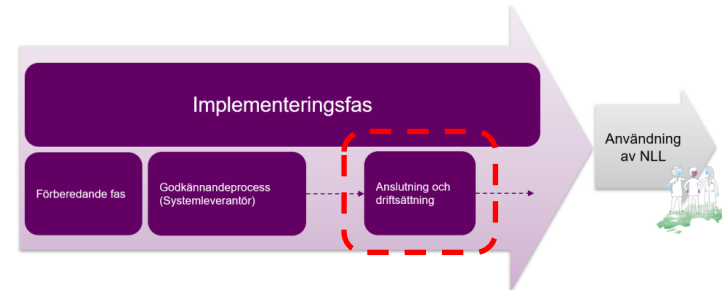 Implementeringsfas
Förberedande fas
Godkännandeprocess
(Systemleverantör)
Anslutning och
driftsättning
Användning
av NLL